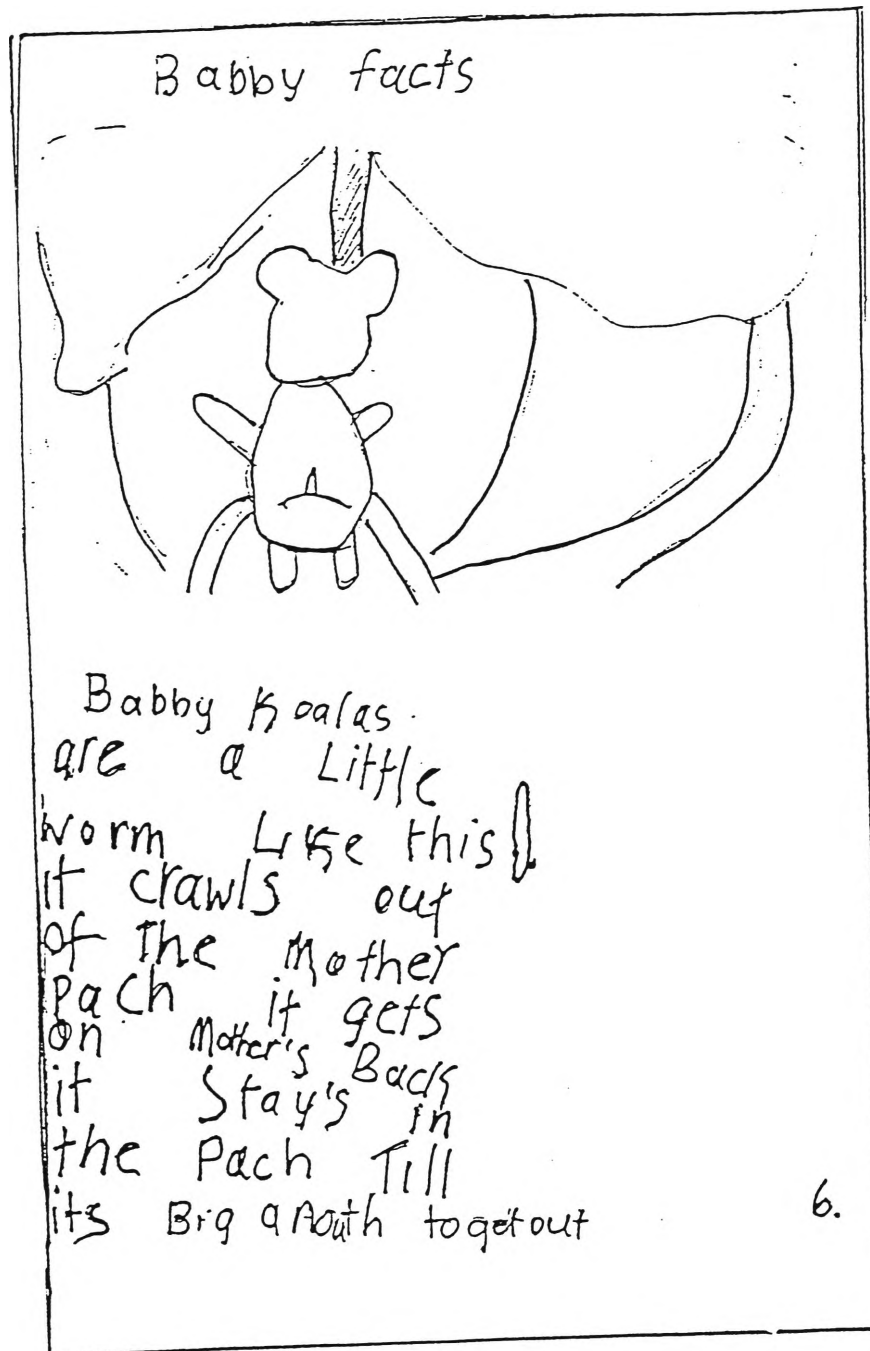 Babby facts
Babby Koalas.
are a Little
worm Like this
it crawls out
of The Mother
Pach it gets
on Mother's Back
it Stay's in
the Pach Till
its Big a nouth to get out
6.